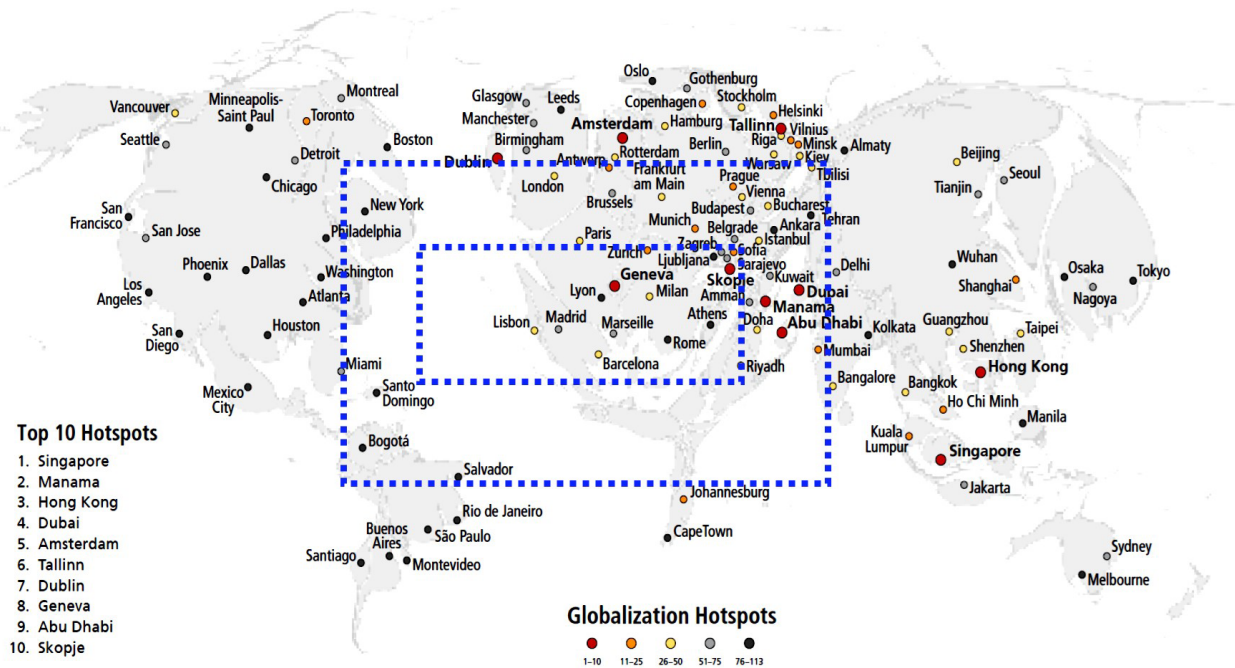 Oslo
Gothenburg
Montreal
Glasgow
Leeds
Copenhagen
Stockholm
Vancouver
Minneapolis-
Saint Paul
Toronto
Manchester
Amsterdam
Hamburg
Tallinn
Helsinki
Vilnius
Seattle
Detroit
Boston
Birmingham
Berlin
Riga
Minsk
Almaty
Beijing
Dublin
Antwerp
Rotterdam
Warsaw
Kiev
Seoul
Chicago
London
Frankfurt
am Main
Prague
Tbilisi
Tianjin
Brussels
Vienna
San
Francisco
New York
Munich
Budapest
Bucharest
Tehran
San Jose
Philadelphia
Paris
Belgrade
Ankara
Zurich
Zagreb
Istanbul
Sofia
Ljubljana
Sarajevo
Phoenix
Dallas
Washington
Geneva
Skopje
Kuwait
Delhi
Wuhan
Osaka
Tokyo
Los
Angeles
Atlanta
Lyon
Milan
Amman
Dubai
Shanghai
Nagoya
Manama
San
Diego
Houston
Lisbon
Madrid
Marseille
Athens
Doha
Abu Dhabi
Kolkata
Guangzhou
Taipei
Rome
Mumbai
Shenzhen
Miami
Barcelona
Riyadh
Hong Kong
Mexico
City
Santo
Domingo
Bangalore
Bangkok
Ho Chi Minh
Manila
Bogotá
Kuala
Lumpur
Singapore
Salvador
Jakarta
Johannesburg
Rio de Janeiro
São Paulo
CapeTown
Buenos
Aires
Santiago
Montevideo
Sydney
Melbourne
Top 10 Hotspots
1. Singapore
2. Manama
3. Hong Kong
4. Dubai
5. Amsterdam
6. Tallinn
7. Dublin
8. Geneva
9. Abu Dhabi
10. Skopje
Globalization Hotspots
1–10 11–25 26–50 51–75 76–113